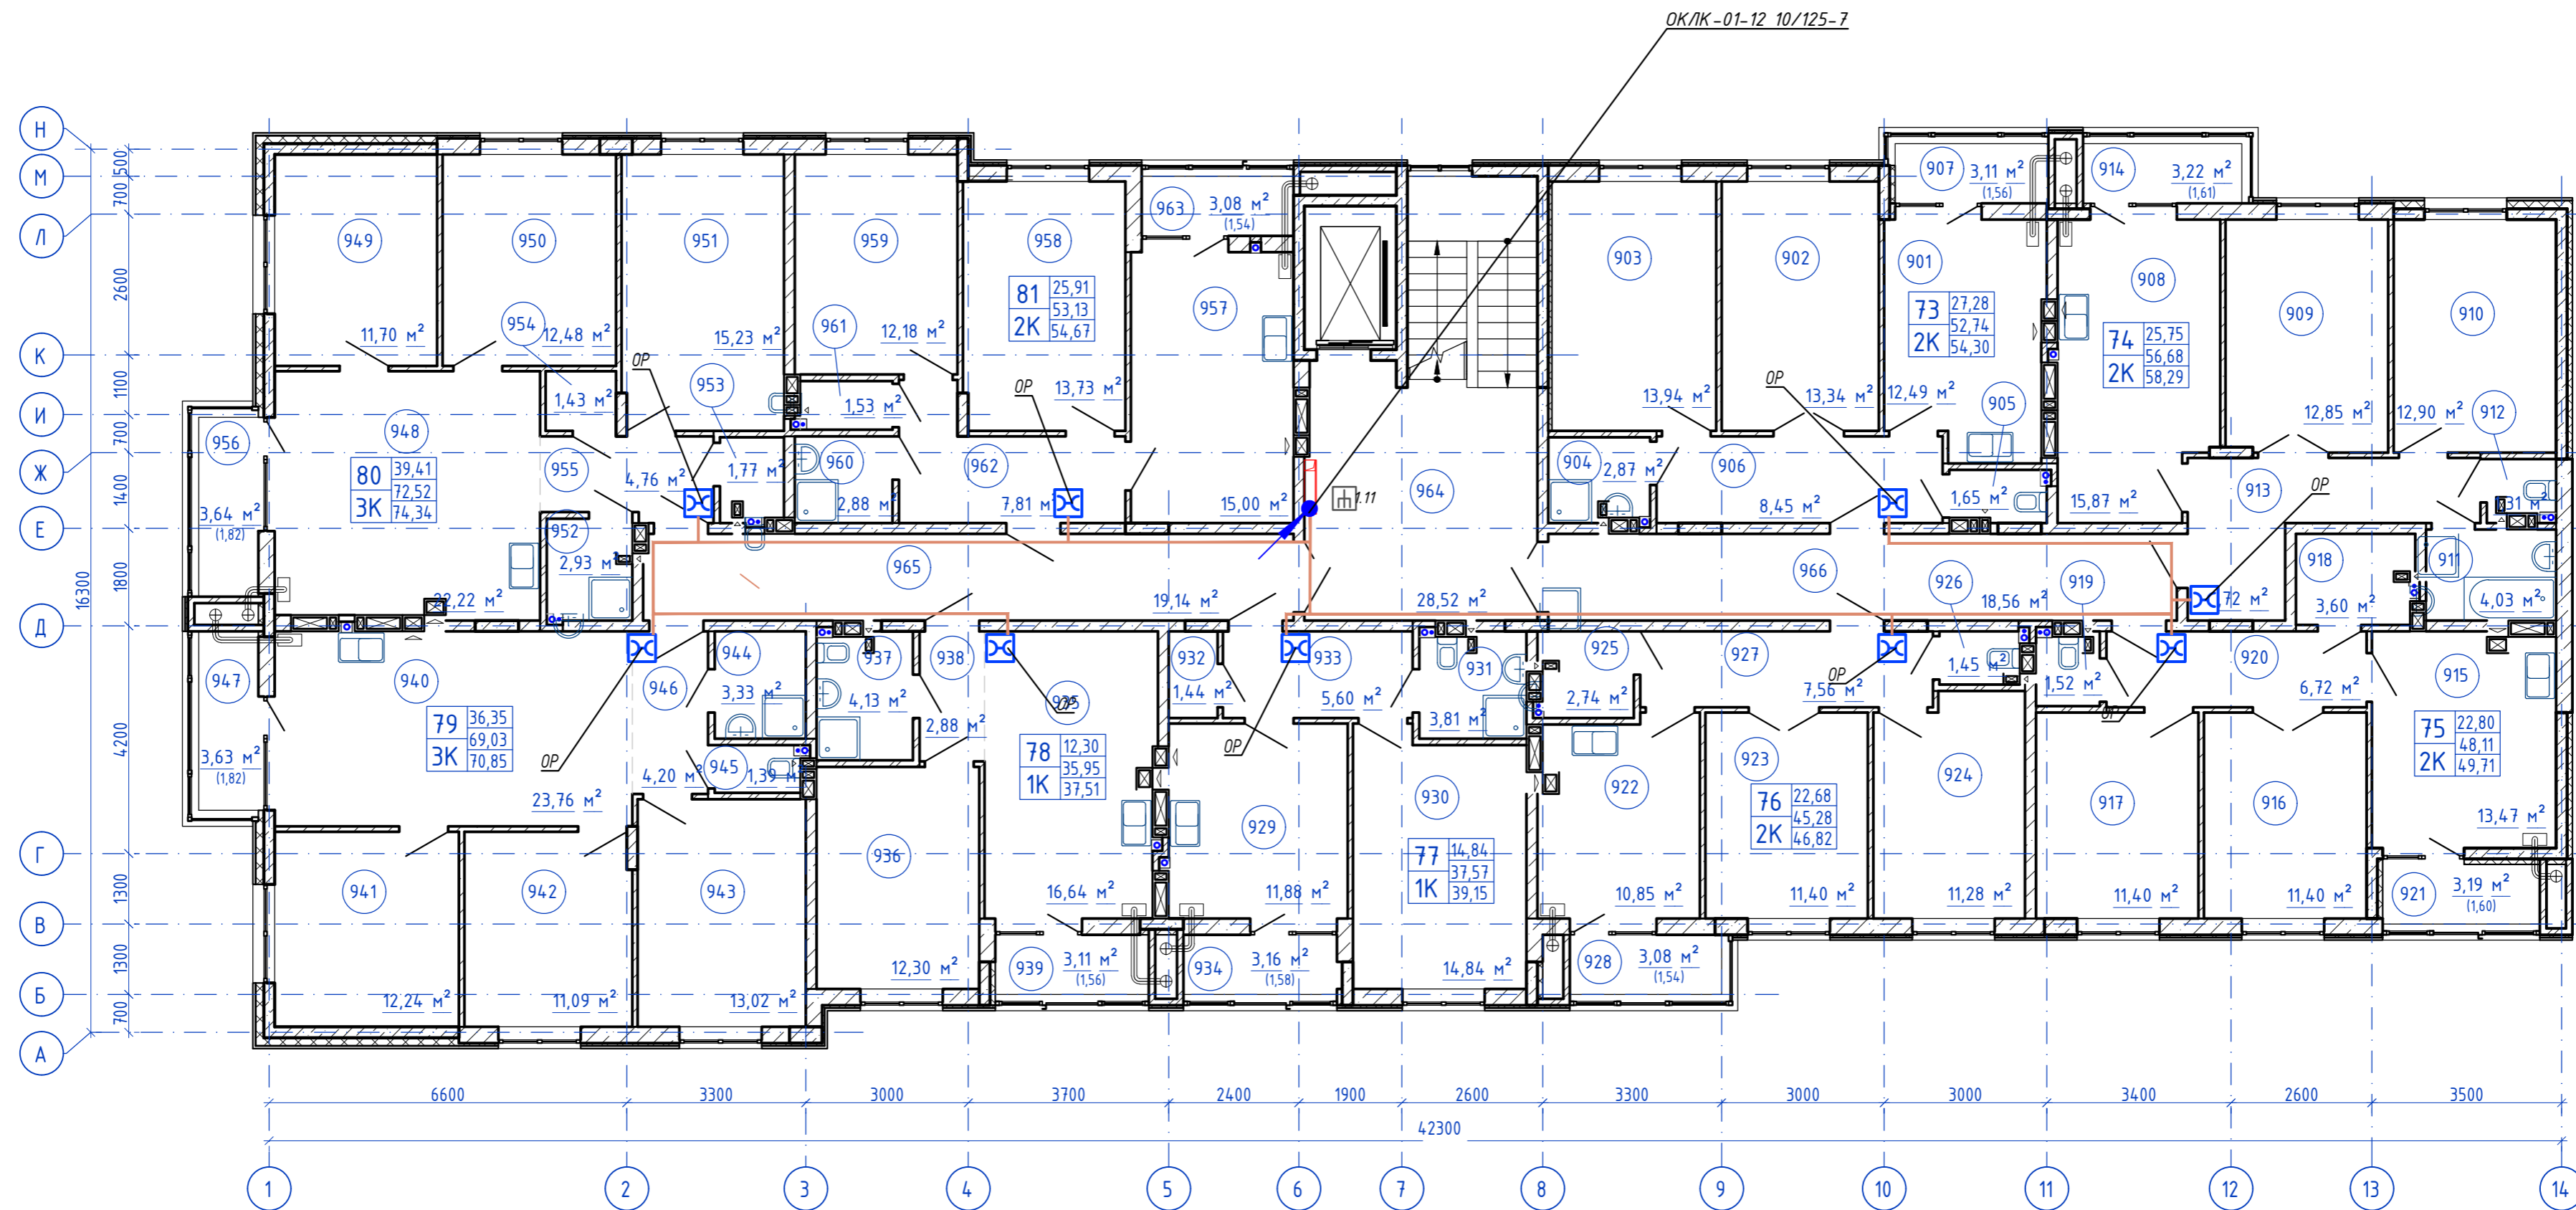 ОКЛК-01-12 10/125-7
Н
М
Л
К
И
Ж
Е
Д
Г
В
Б
А
500
700
2600
1100
700
1400
1800
4200
1300
1300
700
16300
949
11,70 м²
950
12,48 м²
954
1,43 м²
951
15,23 м²
953
1,77 м²
959
12,18 м²
961
1,53 м²
958
13,73 м²
81 25,91
2К 53,13
54,67
963
3,08 м²
(1,54)
957
15,00 м²
903
13,94 м²
902
13,34 м²
901
12,49 м²
73 27,28
2К 52,74
54,30
907
3,11 м²
(1,56)
914
3,22 м²
(1,61)
908
15,87 м²
74 25,75
2К 56,68
58,29
909
12,85 м²
910
12,90 м²
912
905
1,65 м²
ОР
ОР
ОР
ОР
956
3,64 м²
(1,82)
948
22,22 м²
80 39,41
3К 72,52
74,34
955
4,76 м²
952
2,93 м²
960
2,88 м²
962
7,81 м
964
28,52 м²
1.11
904
2,87 м²
906
8,45 м²
913
911
4,03 м²
918
3,60 м²
965
19,14 м²
966
18,56 м²
926
1,45 м²
919
1,52 м²
947
3,63 м²
(1,82)
940
23,76 м²
79 36,35
3К 69,03
70,85
946
4,20 м²
944
3,33 м²
945
1,39 м²
937
4,13 м²
938
2,88 м²
935
16,64 м²
78 12,30
1К 35,95
37,51
932
1,44 м²
933
5,60 м²
931
3,81 м²
925
2,74 м²
927
7,56 м²
920
6,72 м²
915
13,47 м²
75 22,80
2К 48,11
49,71
ОР
ОР
ОР
ОР
ОР
941
12,24 м²
942
11,09 м²
943
13,02 м²
936
12,30 м²
929
11,88 м²
930
14,84 м²
77 14,84
1К 37,57
39,15
922
10,85 м²
923
11,40 м²
76 22,68
2К 45,28
46,82
924
11,28 м²
917
11,40 м²
916
11,40 м²
921
3,19 м²
(1,60)
939
3,11 м²
(1,56)
934
3,16 м²
(1,58)
928
3,08 м²
(1,54)
6600
3300
3000
3700
2400
1900
2600
3300
3000
3000
3400
2600
3500
42300
1
2
3
4
5
6
7
8
9
10
11
12
13
14